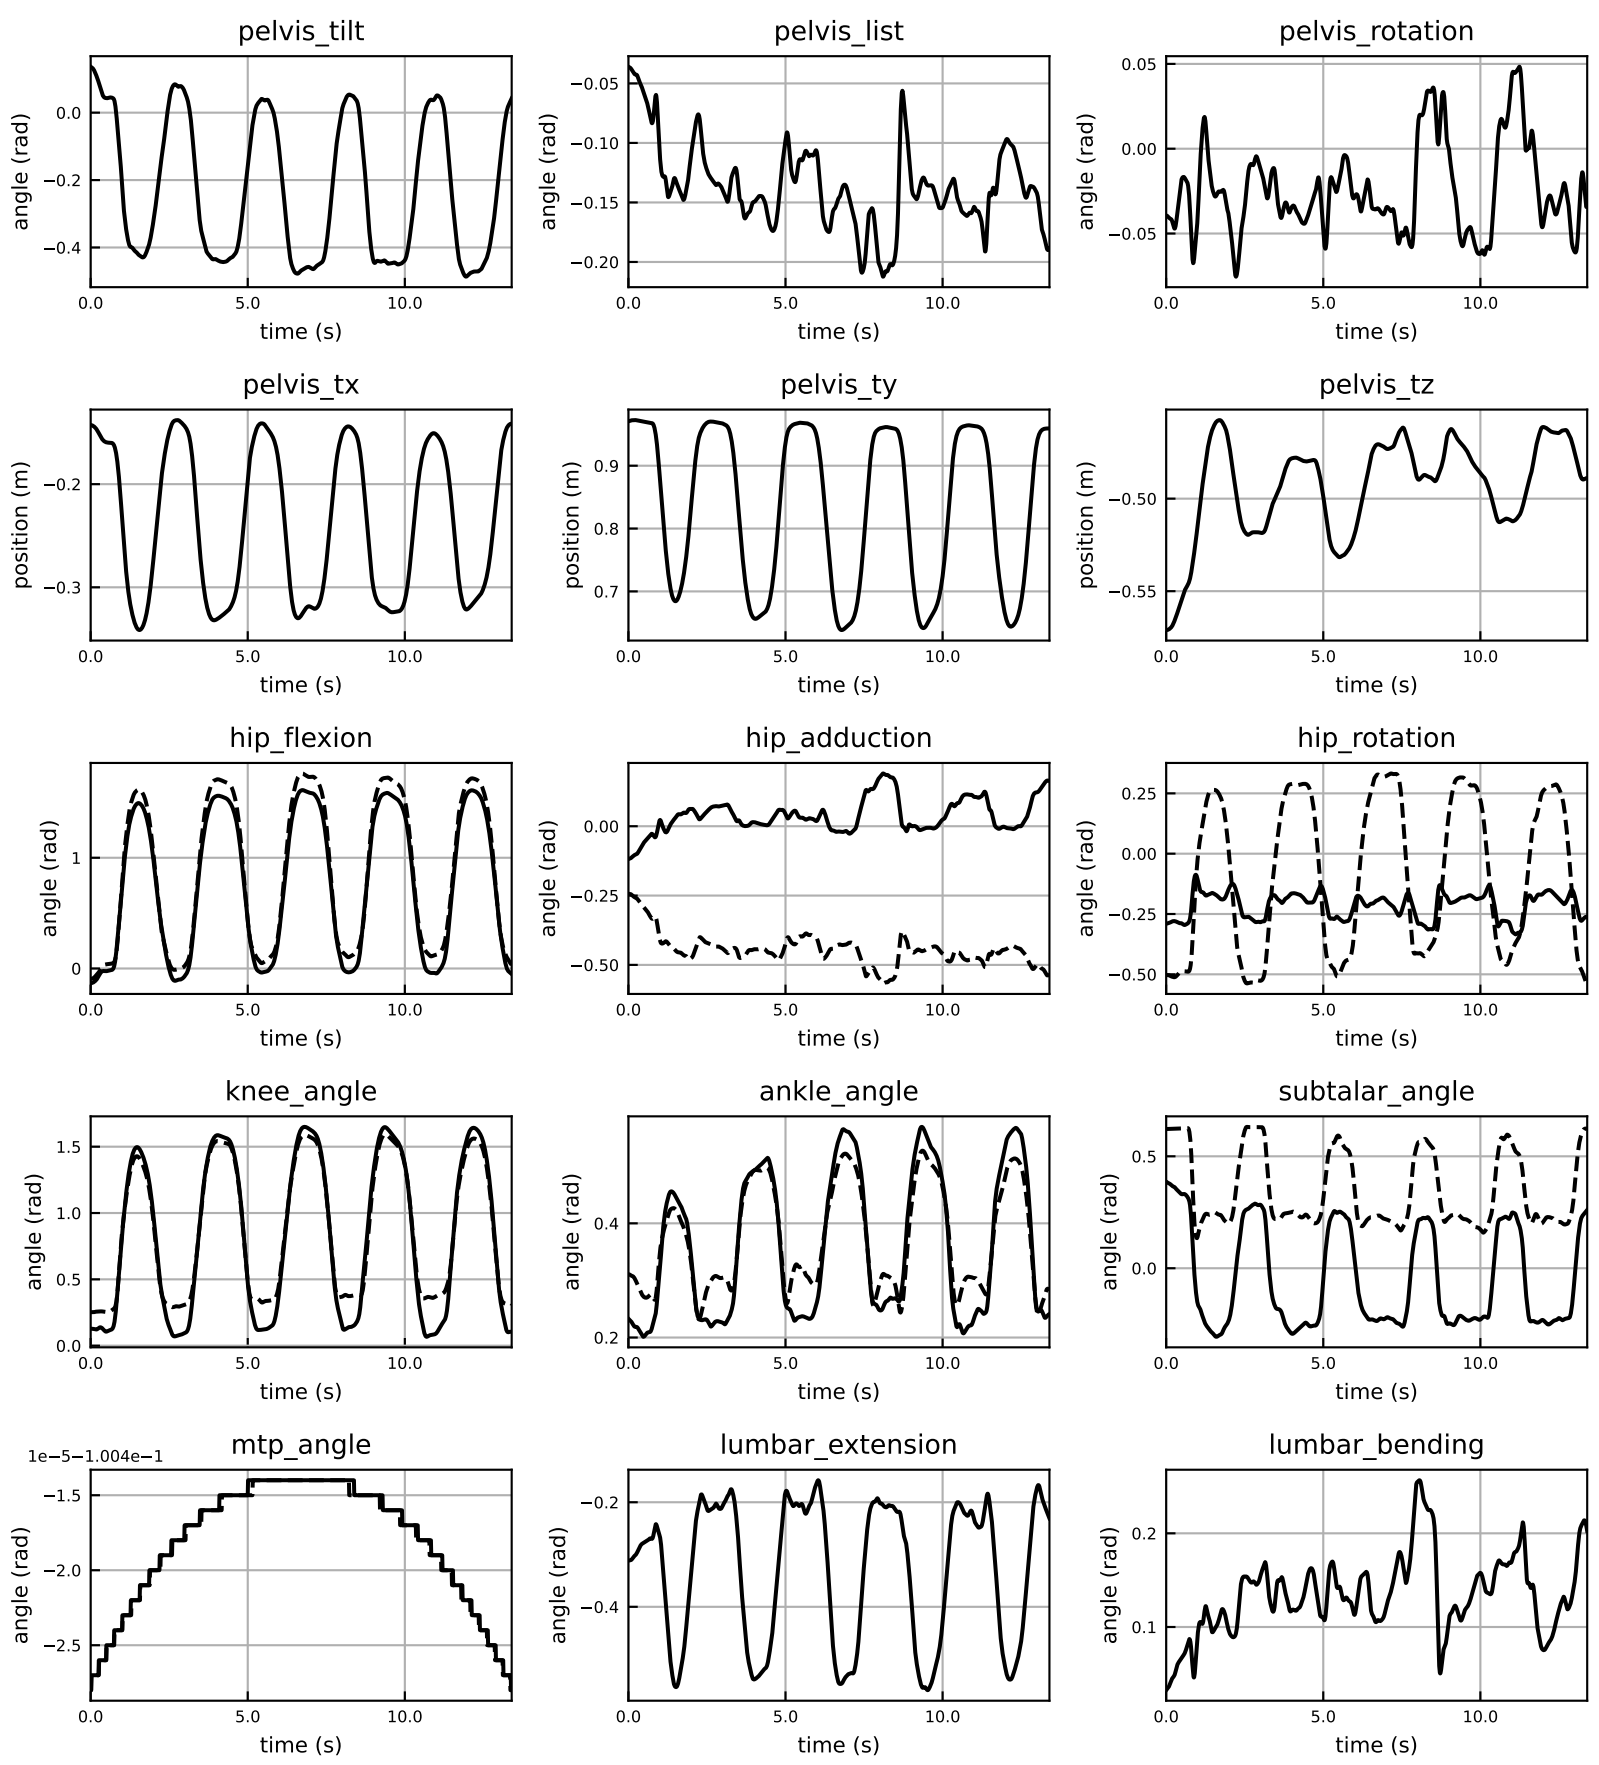 pelvis_tilt
angle (rad)
0.0
−0.2
−0.4
0.0 5.0 10.0
time (s)
pelvis_list
angle (rad)
−0.05
−0.10
−0.15
−0.20
0.0 5.0 10.0
time (s)
pelvis_rotation
angle (rad)
0.05
0.00
−0.05
0.0 5.0 10.0
time (s)
pelvis_tx
position (m)
−0.2
−0.3
0.0 5.0 10.0
time (s)
pelvis_ty
position (m)
0.9
0.8
0.7
0.0 5.0 10.0
time (s)
pelvis_tz
position (m)
−0.50
−0.55
0.0 5.0 10.0
time (s)
hip_flexion
angle (rad)
1
0
0.0 5.0 10.0
time (s)
hip_adduction
angle (rad)
0.00
−0.25
−0.50
0.0 5.0 10.0
time (s)
hip_rotation
angle (rad)
0.25
0.00
−0.25
−0.50
0.0 5.0 10.0
time (s)
knee_angle
angle (rad)
1.5
1.0
0.5
0.0
0.0 5.0 10.0
time (s)
ankle_angle
angle (rad)
0.4
0.2
0.0 5.0 10.0
time (s)
subtalar_angle
angle (rad)
0.5
0.0
0.0 5.0 10.0
time (s)
mtp_angle
1e−5−1.004e−1
angle (rad)
−1.5
−2.0
−2.5
0.0 5.0 10.0
time (s)
lumbar_extension
angle (rad)
−0.2
−0.4
0.0 5.0 10.0
time (s)
lumbar_bending
angle (rad)
0.2
0.1
0.0 5.0 10.0
time (s)